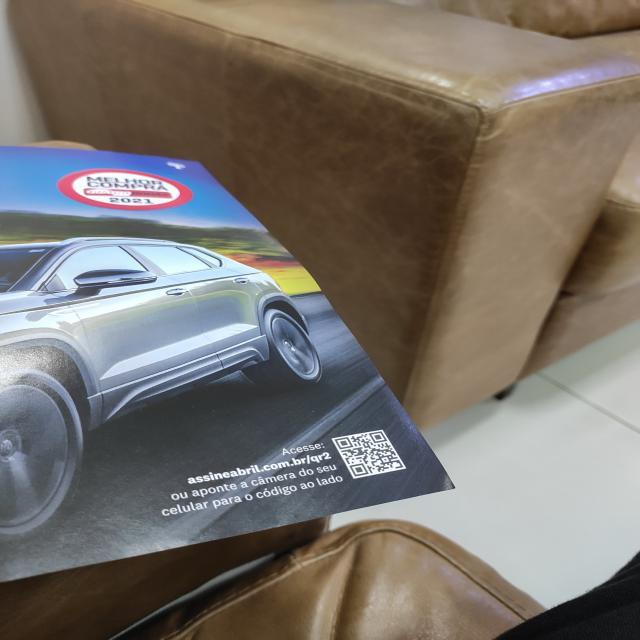 MELHOR
COMPRA
2021
Acesse:
assineabril.com.br/qr2
ou aponte a câmera do seu
celular para o código ao lado